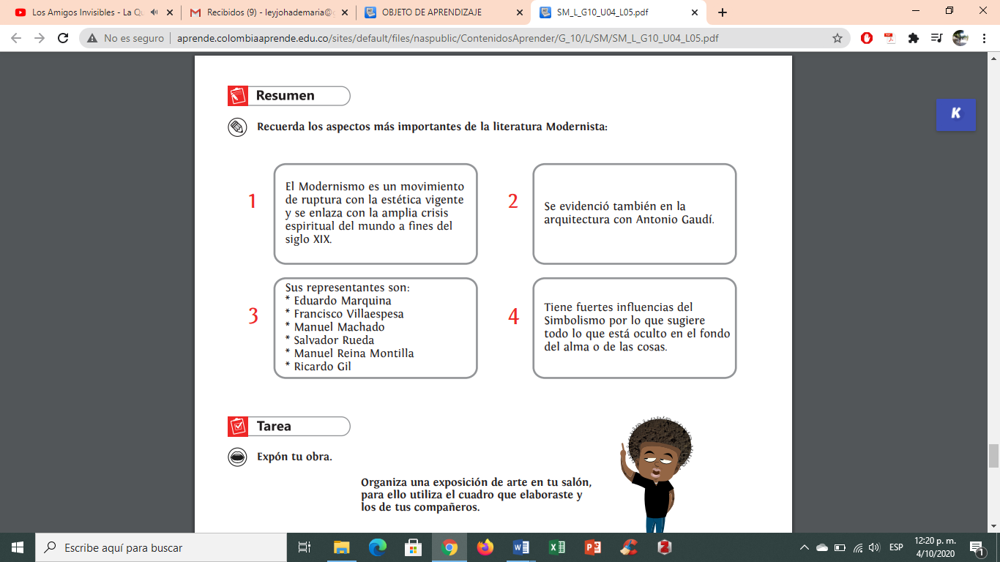 Los Amigos Invisibles - La Qu
Recibidos (9) - leyjohademaria@g
OBJETO DE APRENDIZAJE
SM_L_G10_U04_L05.pdf
No es seguro
aprende.colombiaaprende.edu.co/sites/default/files/naspublic/ContenidosAprender/G_10/L/SM/SM_L_G10_U04_L05.pdf
Resumen
Recuerda los aspectos más importantes de la literatura Modernista:
K
1
El Modernismo es un movimiento
de ruptura con la estética vigente
y se enlaza con la amplia crisis
espiritual del mundo a fines del
siglo XIX.
2
Se evidenció también en la
arquitectura con Antonio Gaudí.
3
Sus representantes son:
* Eduardo Marquina
* Francisco Villaespesa
* Manuel Machado
* Salvador Rueda
* Manuel Reina Montilla
* Ricardo Gil
4
Tiene fuertes influencias del
Simbolismo por lo que sugiere
todo lo que está oculto en el fondo
del alma o de las cosas.
Tarea
Expón tu obra.
Organiza una exposición de arte en tu salón,
para ello utiliza el cuadro que elaboraste y
los de tus compañeros.
Escribe aquí para buscar
ESP
12:20 p. m.
4/10/2020
1